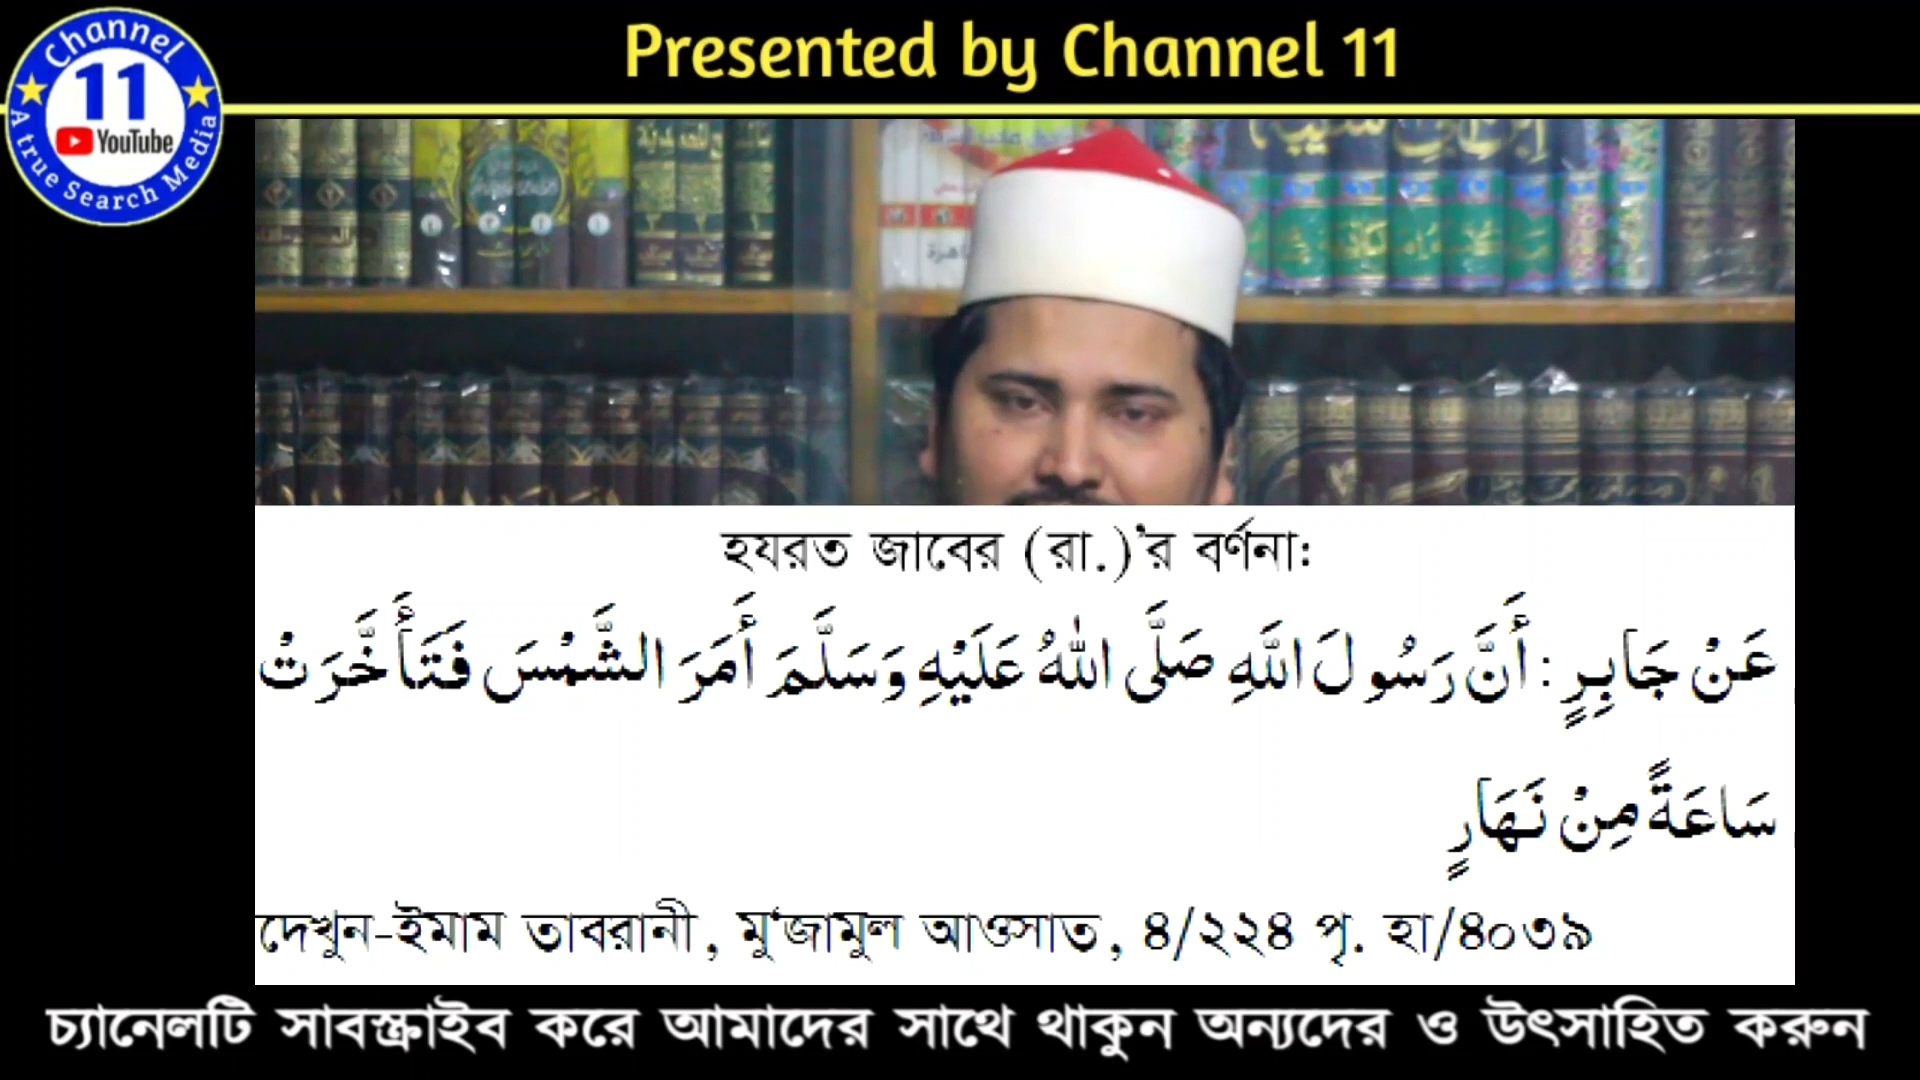 Channel
11
YouTube
A true Search Media
Presented by Channel 11
হযরত জাবের (রা.)'র বর্ণনাঃ
عَنْ جَابِرٍ : أَنَّ رَسُولَ اللَّهِ صَلَّى اللَّهُ عَلَيْهِ وَسَلَّمَ أَمَرَ الشَّمْسَ فَتَأَخَّرَتْ
سَاعَةً مِنْ نَهَارٍ
দেখুন-ইমাম তাবরানী, মু'জামুল আওসাত, ৪/২২৪ পৃ. হা/৪০৩৯
চ্যানেলটি সাবস্ক্রাইব করে আমাদের সাথে থাকুন অন্যদের ও উৎসাহিত করুন